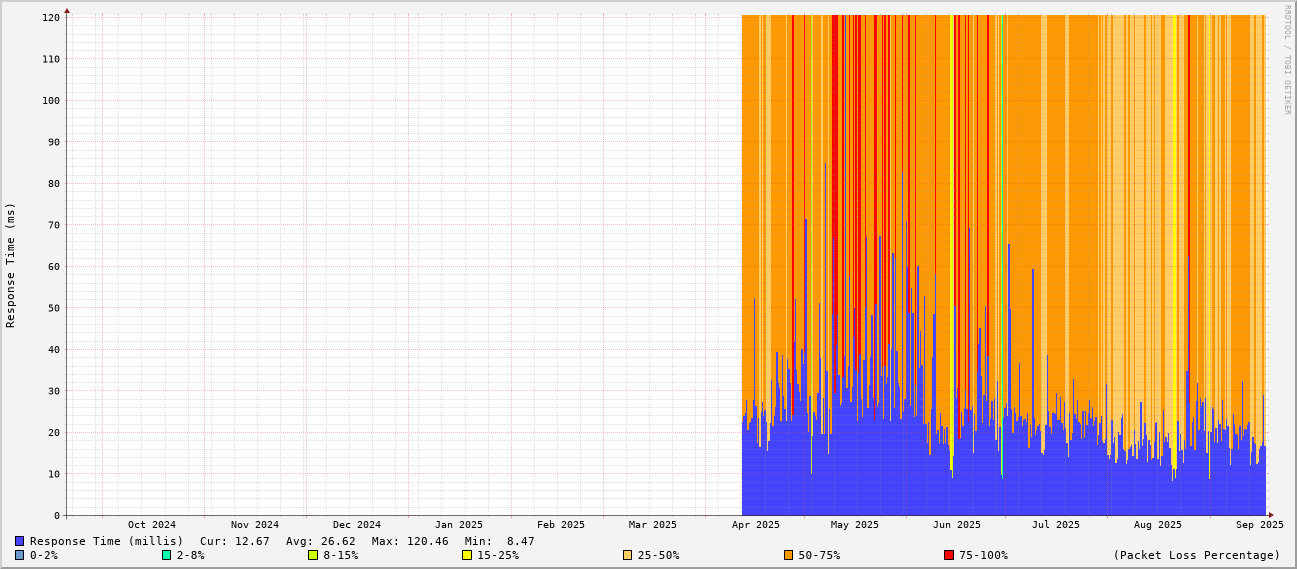 RRDTOOL / TOBI OETIKER
Response Time (ms)
120
110
100
90
80
70
60
50
40
30
20
10
0
Oct 2024 Nov 2024 Dec 2024 Jan 2025 Feb 2025 Mar 2025 Apr 2025 May 2025 Jun 2025 Jul 2025 Aug 2025 Sep 2025
Response Time (millis) Cur: 12.67 Avg: 26.62 Max: 120.46 Min: 8.47
0-2% 2-8% 8-15% 15-25% 25-50% 50-75% 75-100% (Packet Loss Percentage)